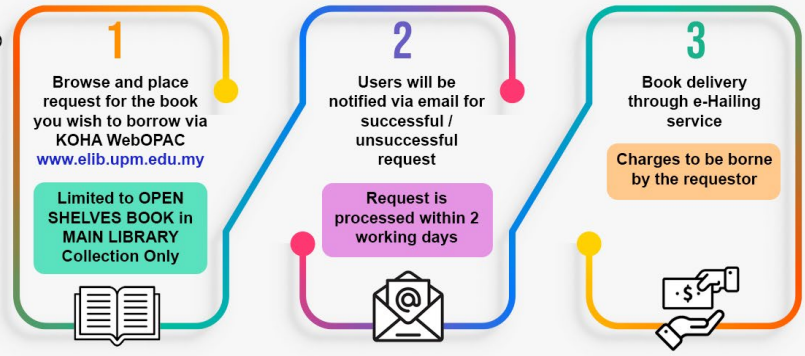 1
Browse and place
request for the book
you wish to borrow via
KOHA WebOPAC
www.elib.upm.edu.my
Limited to OPEN
SHELVES BOOK in
MAIN LIBRARY
Collection Only
2
Users will be
notified via email for
successful /
unsuccessful
request
Request is
processed within 2
working days
@
3
Book delivery
through e-Hailing
service
Charges to be borne
by the requestor
$